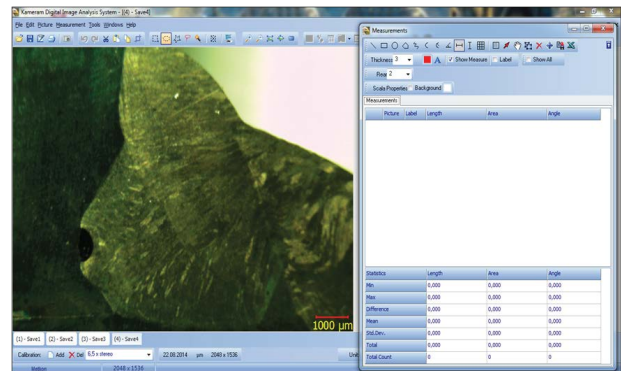 Kameram Digital Image Analysis System - [(4) - Save4]
File Edit Picture Measurement Tools Windows Help
1000 µm
(1) - Save1 (2) - Save2 (3) - Save3 (4) - Save4
Calibration: Add Del 6,5 x stereo 22.08.2014 µm 2048 x 1536 Unit
2048 x 1536
Measurements
Thickness 3 A Show Measure Label Show All
Rear 2
Scala Properties Background
Measurements
Picture Label Length Area Angle
Statistics Length Area Angle
Min 0,000 0,000 0,000
Max 0,000 0,000 0,000
Difference 0,000 0,000 0,000
Mean 0,000 0,000 0,000
Std.Dev. 0,000 0,000 0,000
Total 0,000 0,000 0,000
Total Count 0 0 0